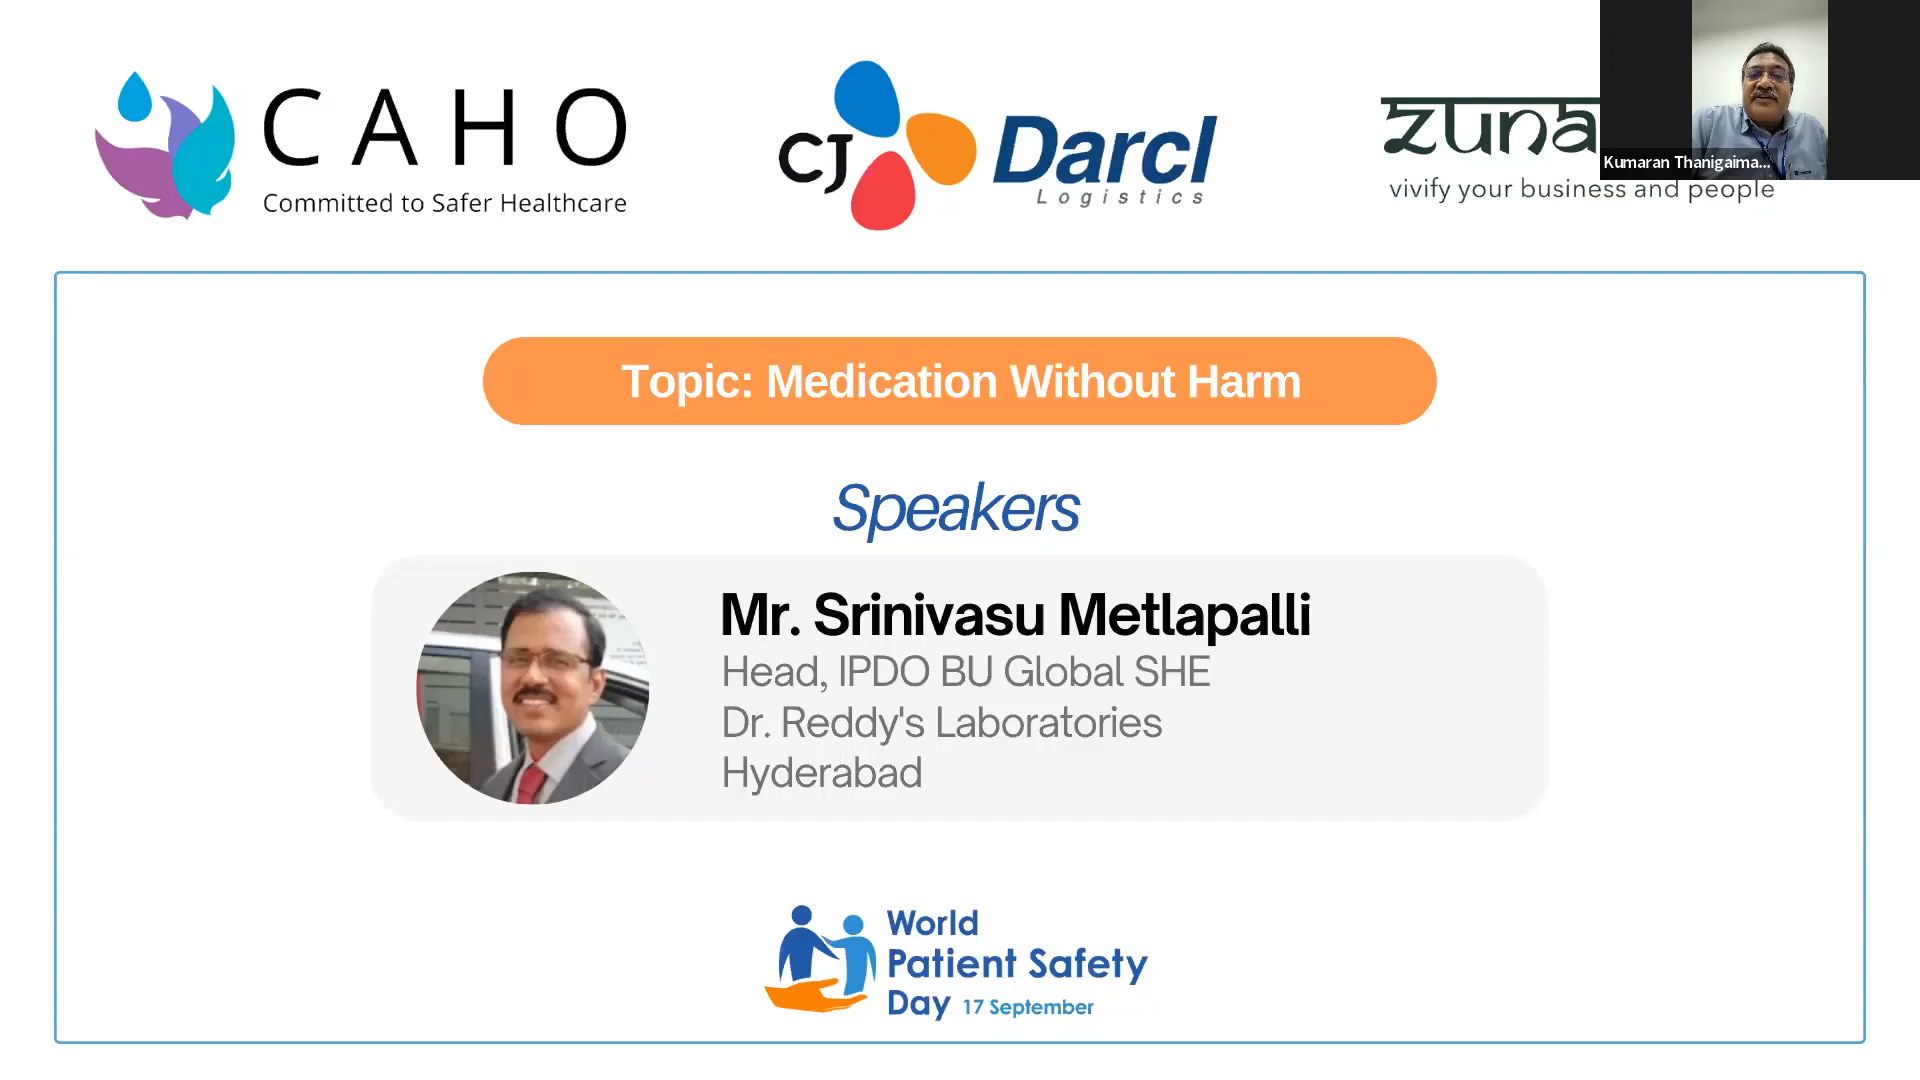 CAHO
Committed to Safer Healthcare
CJ Darcl
Logistics
zuna
vivify your business and people
Kumaran Thanigaima...
Topic: Medication Without Harm
Speakers
Mr. Srinivasu Metlapalli
Head, IPDO BU Global SHE
Dr. Reddy's Laboratories
Hyderabad
World
Patient Safety
Day 17 September